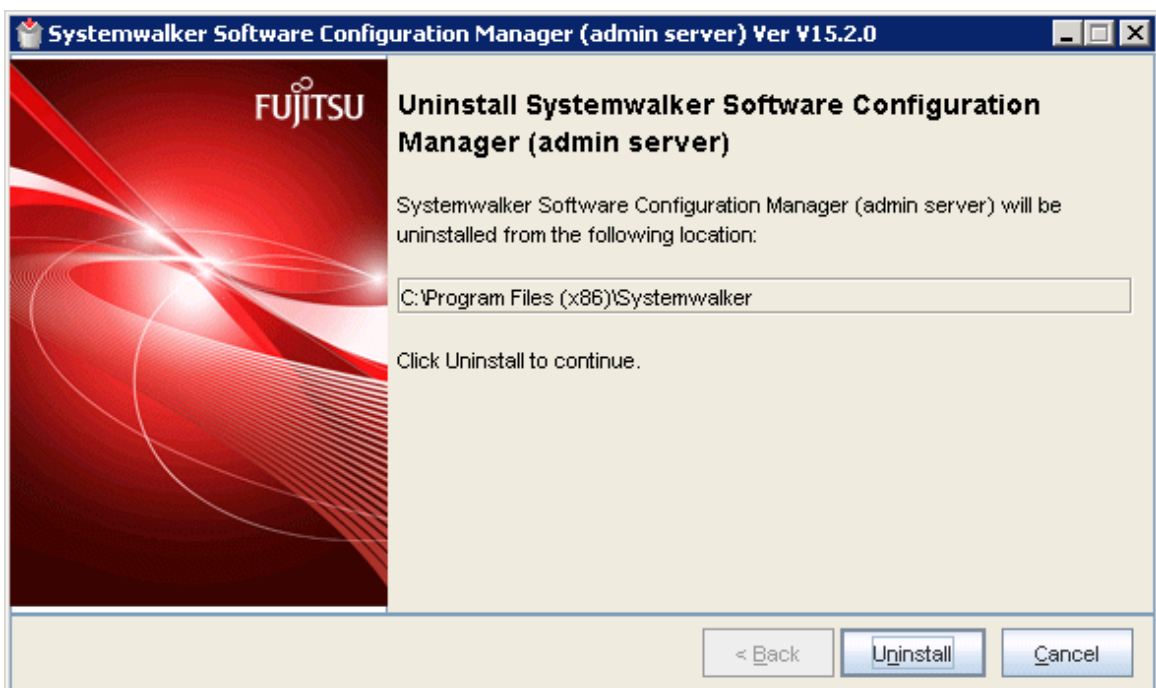 Systemwalker Software Configuration Manager (admin server) Ver V15.2.0
FUJITSU
Uninstall Systemwalker Software Configuration
Manager (admin server)
Systemwalker Software Configuration Manager (admin server) will be
uninstalled from the following location:
C:\Program Files (x86)\Systemwalker
Click Uninstall to continue.
< Back
Uninstall
Cancel